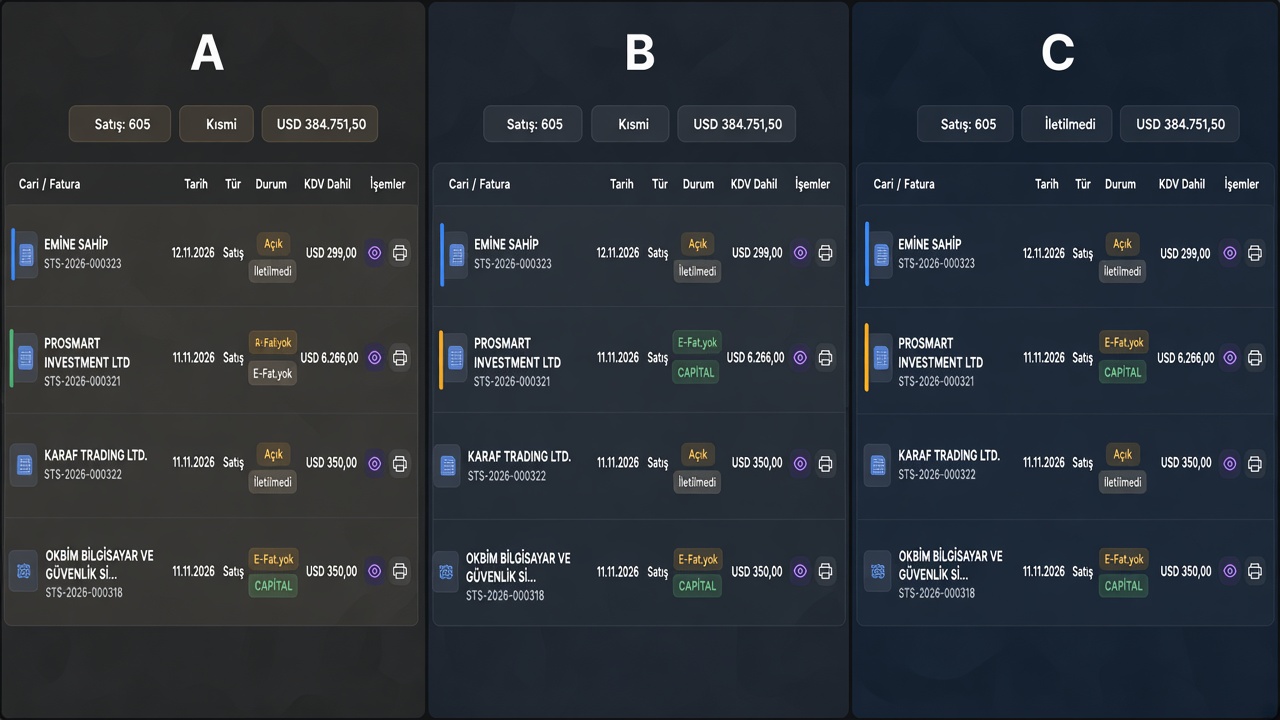 A
Satış: 605 Kısmi USD 384.751,50
Cari / Fatura Tarih Tür Durum KDV Dahil İşemler
EMİNE SAHİP
STS-2026-000323
12.11.2026 Satış
Açık
İletilmedi
USD 299,00
PROSMART
INVESTMENT LTD
STS-2026-000321
11.11.2026 Satış
E-Fat.yok
USD 6.266,00
KARAF TRADING LTD.
STS-2026-000322
11.11.2026 Satış
Açık
İletilmedi
USD 350,00
OKBİM BİLGİSAYAR VE
GÜVENLİK Sİ...
STS-2026-000318
11.11.2026 Satış
E-Fat.yok
CAPİTAL
USD 350,00
B
Satış: 605 Kısmi USD 384.751,50
Cari / Fatura Tarih Tür Durum KDV Dahil İşemler
EMİNE SAHİP
STS-2026-000323
12.11.2026 Satış
Açık
İletilmedi
USD 299,00
PROSMART
INVESTMENT LTD
STS-2026-000321
11.11.2026 Satış
E-Fat.yok
CAPİTAL
USD 6.266,00
KARAF TRADING LTD.
STS-2026-000322
11.11.2026 Satış
Açık
İletilmedi
USD 350,00
OKBİM BİLGİSAYAR VE
GÜVENLİK Sİ...
STS-2026-000318
11.11.2026 Satış
E-Fat.yok
CAPİTAL
USD 350,00
C
Satış: 605 İletilmedi USD 384.751,50
Cari / Fatura Tarih Tür Durum KDV Dahil İşemler
EMİNE SAHİP
STS-2026-000323
12.11.2026 Satış
Açık
İletilmedi
USD 299,00
PROSMART
INVESTMENT LTD
STS-2026-000321
11.11.2026 Satış
E-Fat.yok
CAPİTAL
USD 6.266,00
KARAF TRADING LTD.
STS-2026-000322
11.11.2026 Satış
Açık
İletilmedi
USD 350,00
OKBİM BİLGİSAYAR VE
GÜVENLİK Sİ...
STS-2026-000318
11.11.2026 Satış
E-Fat.yok
CAPİTAL
USD 350,00